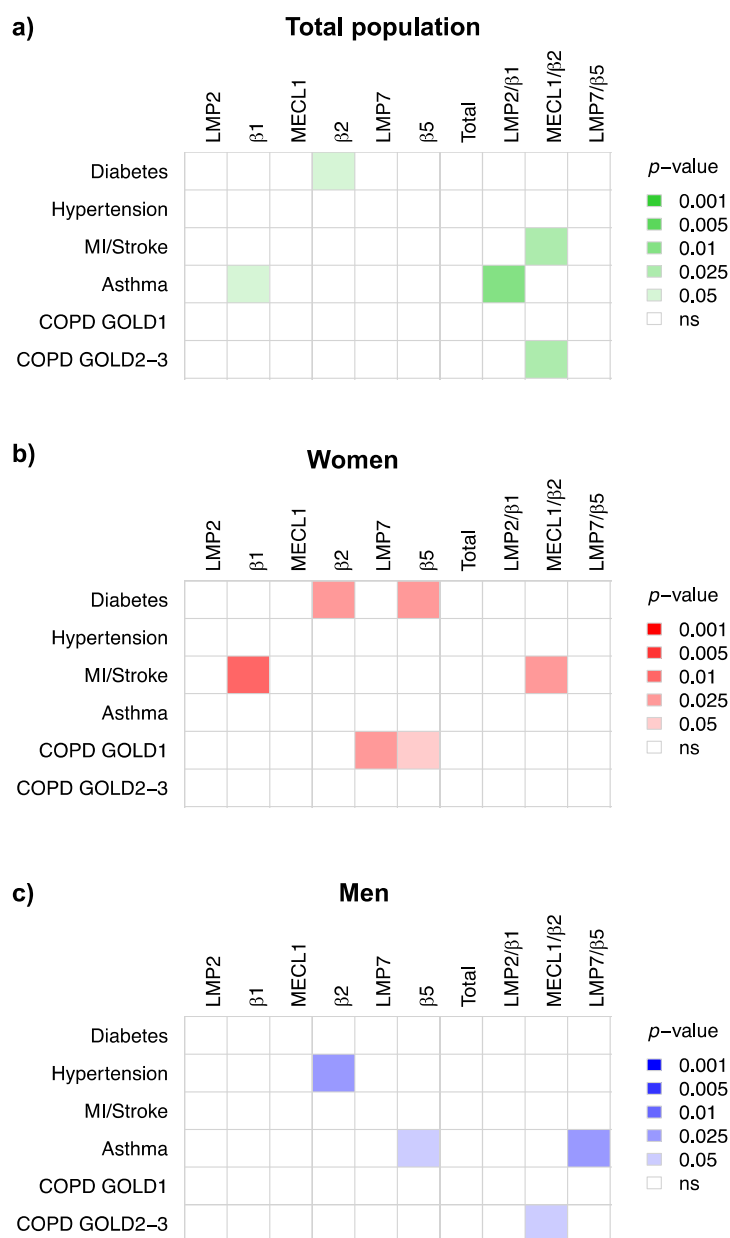 a)
Total population
LMP2 β1 MECL1 β2 LMP7 β5 Total LMP2/β1 MECL1/β2 LMP7/β5
Diabetes
Hypertension
MI/Stroke
Asthma
COPD GOLD1
COPD GOLD2−3
p−value
0.001
0.005
0.01
0.025
0.05
ns
b)
Women
LMP2 β1 MECL1 β2 LMP7 β5 Total LMP2/β1 MECL1/β2 LMP7/β5
Diabetes
Hypertension
MI/Stroke
Asthma
COPD GOLD1
COPD GOLD2−3
p−value
0.001
0.005
0.01
0.025
0.05
ns
c)
Men
LMP2 β1 MECL1 β2 LMP7 β5 Total LMP2/β1 MECL1/β2 LMP7/β5
Diabetes
Hypertension
MI/Stroke
Asthma
COPD GOLD1
COPD GOLD2−3
p−value
0.001
0.005
0.01
0.025
0.05
ns